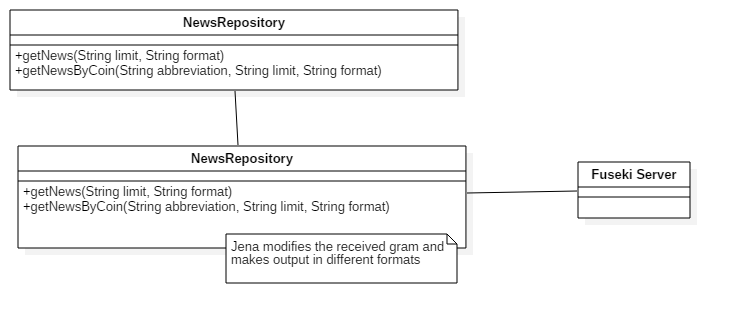 NewsRepository
+getNews(String limit, String format)
+getNewsByCoin(String abbreviation, String limit, String format)
NewsRepository
+getNews(String limit, String format)
+getNewsByCoin(String abbreviation, String limit, String format)
Fuseki Server
Jena modifies the received gram and
makes output in different formats